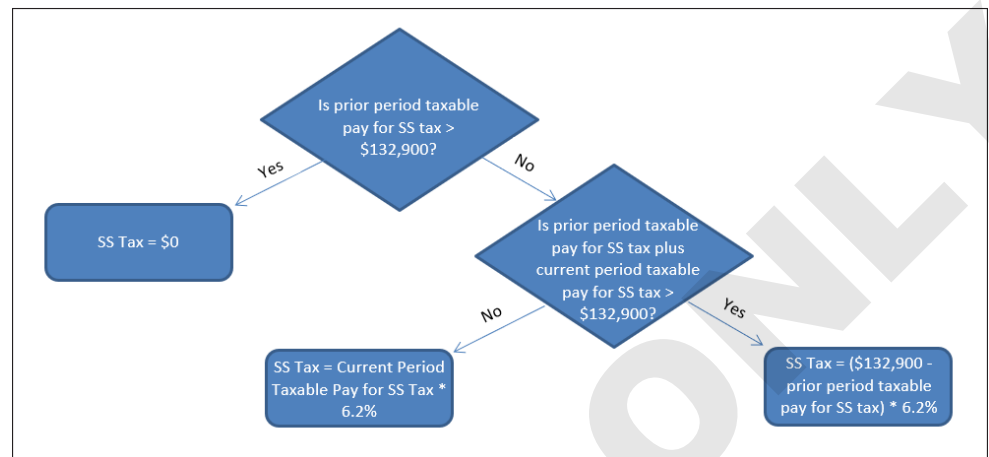 Is prior period taxable
pay for SS tax >
$132,900?
Yes
No
SS Tax = $0
Is prior period taxable
pay for SS tax plus
current period taxable
pay for SS tax >
$132,900?
No
Yes
SS Tax = Current Period
Taxable Pay for SS Tax *
6.2%
SS Tax = ($132,900 -
prior period taxable
pay for SS tax) * 6.2%
ONLY